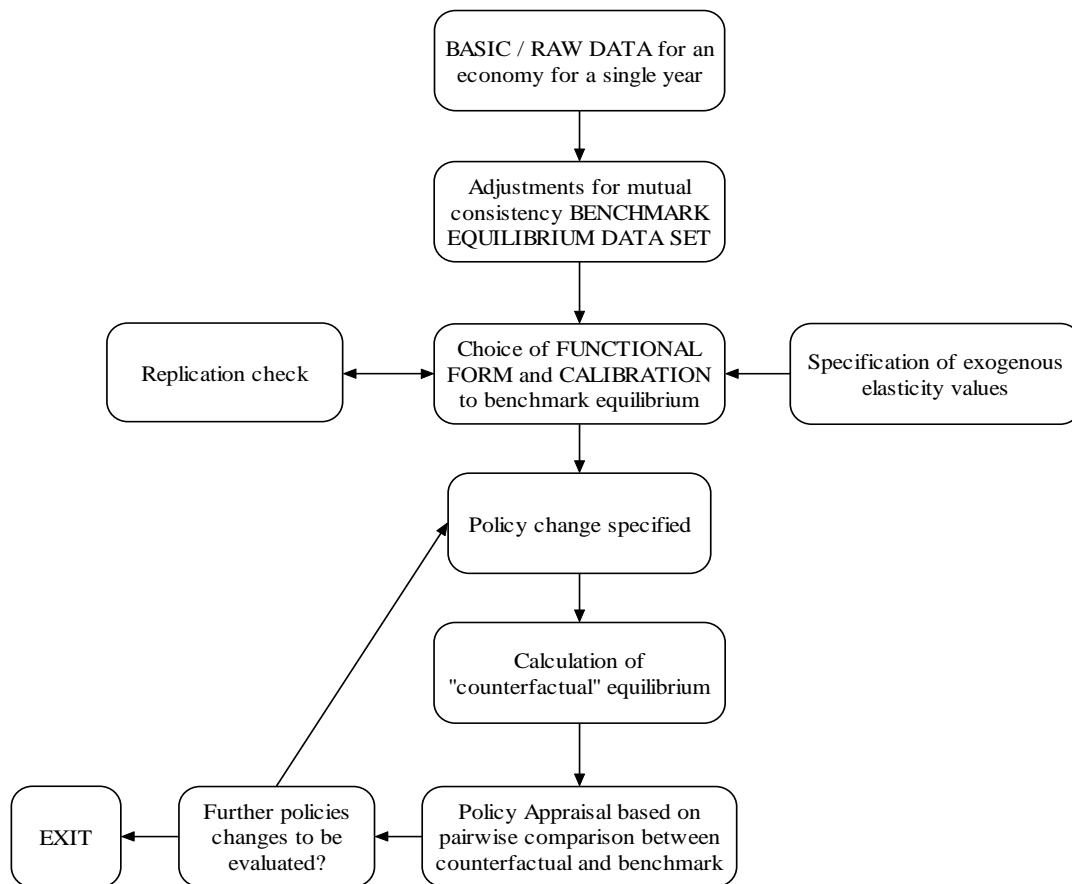 BASIC / RAW DATA for an
economy for a single year
Adjustments for mutual
consistency BENCHMARK
EQUILIBRIUM DATA SET
Replication check
Choice of FUNCTIONAL
FORM and CALIBRATION
to benchmark equilibrium
Specification of exogenous
elasticity values
Policy change specified
Calculation of
"counterfactual" equilibrium
EXIT
Further policies
changes to be
evaluated?
Policy Appraisal based on
pairwise comparison between
counterfactual and benchmark